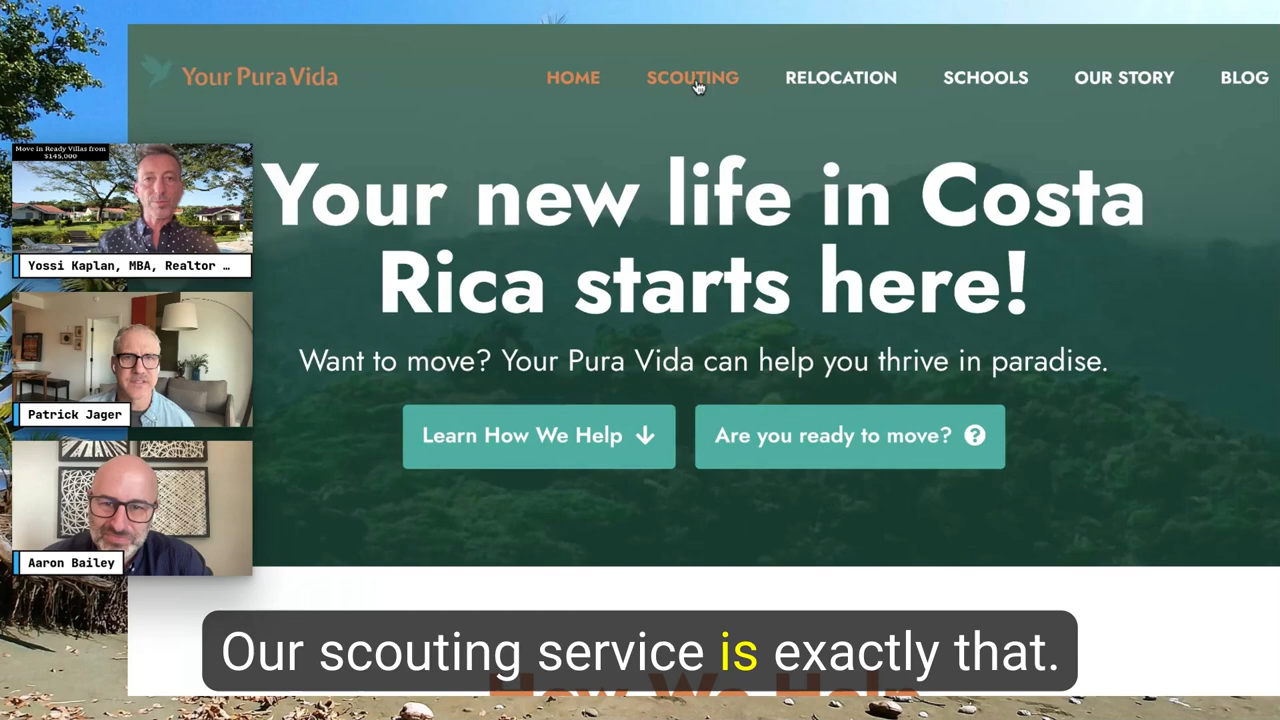 Your Pura Vida
HOME SCOUTING RELOCATION SCHOOLS OUR STORY BLOG
Move In Ready Villas from
$145,000
Yossi Kaplan, MBA, Realtor …
Patrick Jager
Aaron Bailey
Your new life in Costa
Rica starts here!
Want to move? Your Pura Vida can help you thrive in paradise.
Learn How We Help
Are you ready to move?
Our scouting service is exactly that.
How We Help